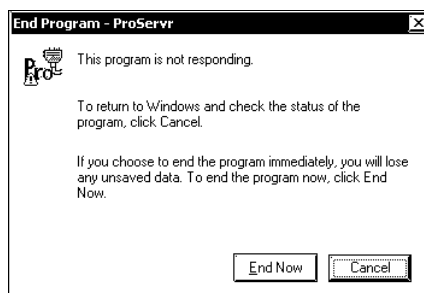 End Program - ProServr
Pro
This program is not responding.
To return to Windows and check the status of the
program, click Cancel.
If you choose to end the program immediately, you will lose
any unsaved data. To end the program now, click End
Now.
End Now
Cancel